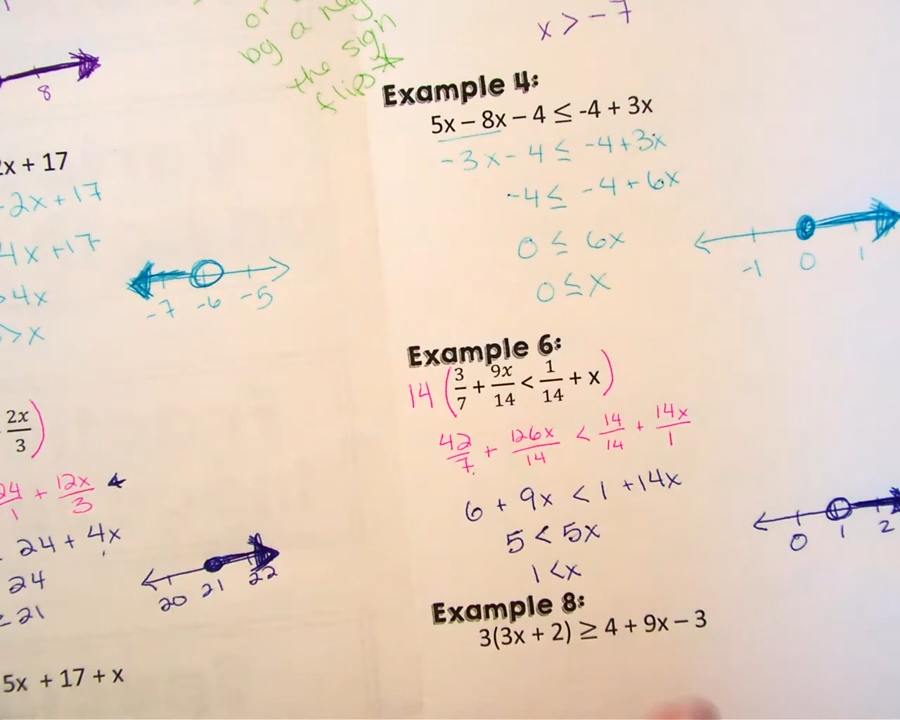 or
by a neg
the sign
flips
8
2x + 17
-2x+17
4x +17
4x
>x
-7 -6 -5
2x
3
24/1 + 12x/3
24 + 4x
24
21
20 21 22
5x + 17 + x
x > -7
Example 4:
5x – 8x – 4 ≤ -4 + 3x
-3x - 4 ≤ -4+3x
-4 ≤ -4 + 6x
0 ≤ 6x
0 ≤ x
-1 0 1
Example 6:
14 ( 3/7 + 9x/14 < 1/14 + x )
42/7 + 126x/14 < 14/14 + 14x/1
6 + 9x < 1 +14x
5 < 5x
1 < x
0 1 2
Example 8:
3(3x + 2) ≥ 4 + 9x – 3